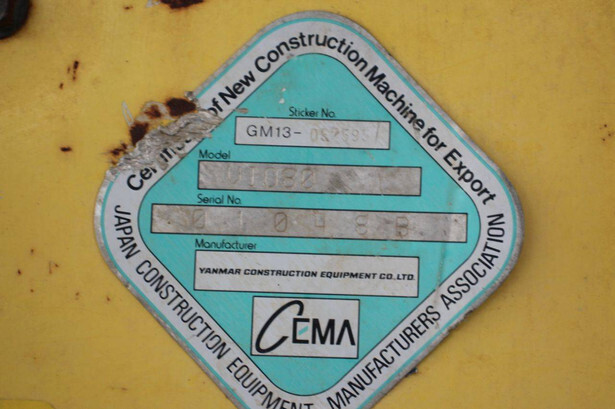 Certificate of New Construction Machine for Export
Sticker No.
GM13-
Model
Serial No.
Manufacturer
YANMAR CONSTRUCTION EQUIPMENT CO.,LTD.
CEMA
JAPAN CONSTRUCTION EQUIPMENT MANUFACTURERS ASSOCIATION